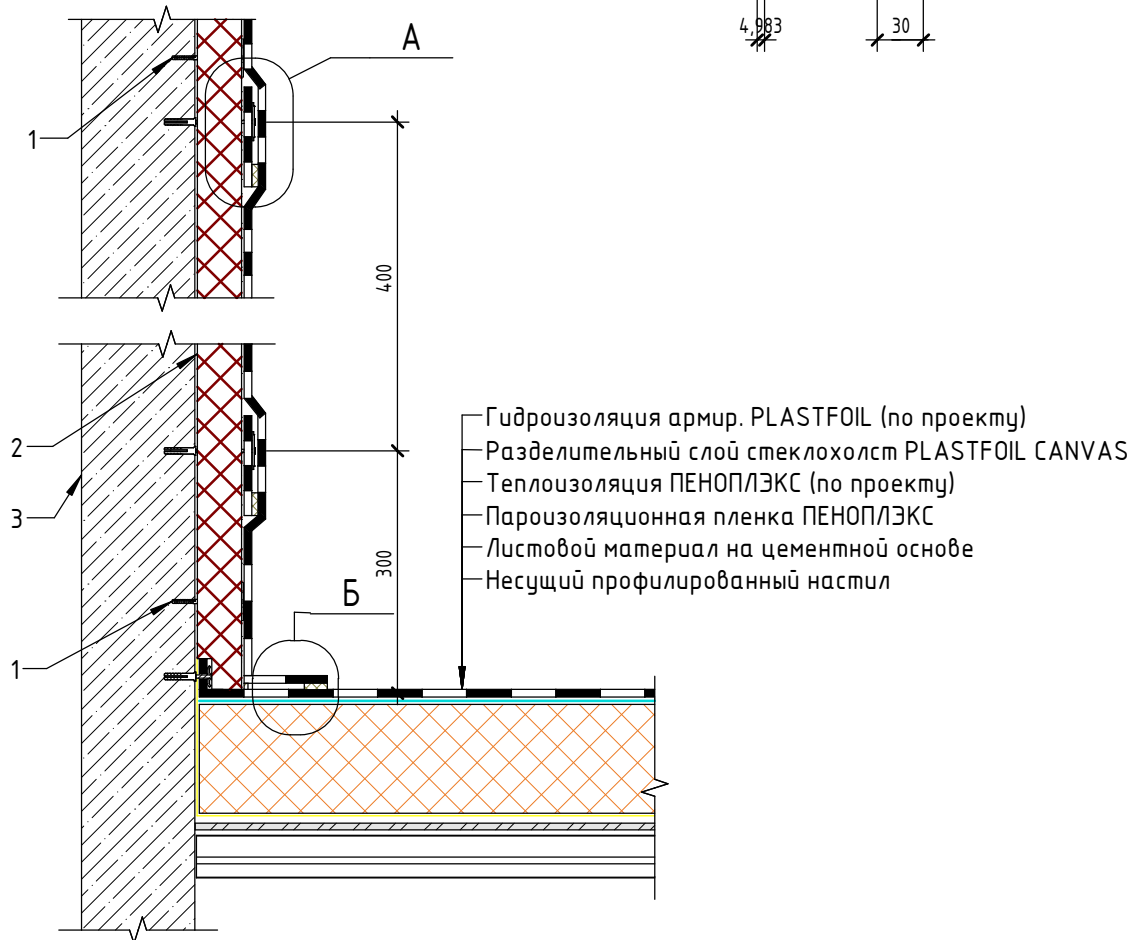 4,983
30
А
1
400
2
3
Гидроизоляция армир. PLASTFOIL (по проекту)
Разделительный слой стеклохолст PLASTFOIL CANVAS
Теплоизоляция ПЕНОПЛЭКС (по проекту)
Пароизоляционная пленка ПЕНОПЛЭКС
Листовой материал на цементной основе
Несущий профилированный настил
300
Б
1